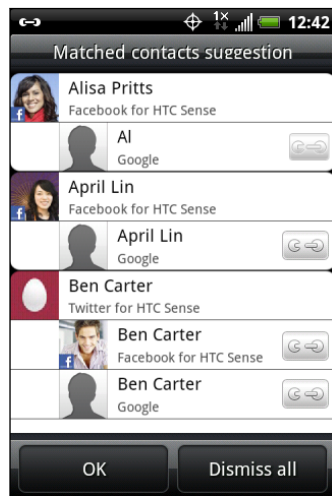 1X 12:42
Matched contacts suggestion
Alisa Pritts
Facebook for HTC Sense
Al
Google
April Lin
Facebook for HTC Sense
April Lin
Google
Ben Carter
Twitter for HTC Sense
Ben Carter
Facebook for HTC Sense
Ben Carter
Google
OK Dismiss all